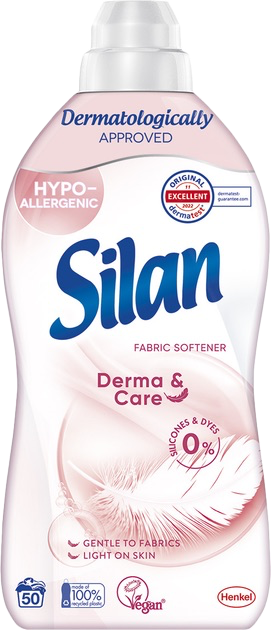 Dermatologically
APPROVED
HYPO-
ALLERGENIC
ORIGINAL
EXCELLENT
2022
dermatest
dermatest-
guarantee.com
Silan
FABRIC SOFTENER
Derma &
Care
SILICONES & DYES
0%
GENTLE TO FABRICS
LIGHT ON SKIN
50
made of
100%
recycled plastic
Vegan
Henkel